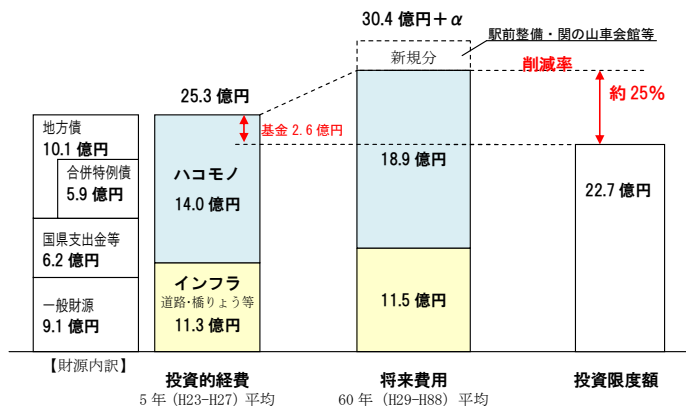 30.4 億円＋α
駅前整備・関の山車会館等
新規分
削減率
25.3 億円
約 25%
基金 2.6 億円
地方債
10.1 億円
合併特例債
5.9 億円
国県支出金等
6.2 億円
一般財源
9.1 億円
【財源内訳】
ハコモノ
14.0 億円
インフラ
道路・橋りょう等
11.3 億円
18.9 億円
11.5 億円
22.7 億円
投資的経費
5 年（H23-H27）平均
将来費用
60 年（H29-H88）平均
投資限度額